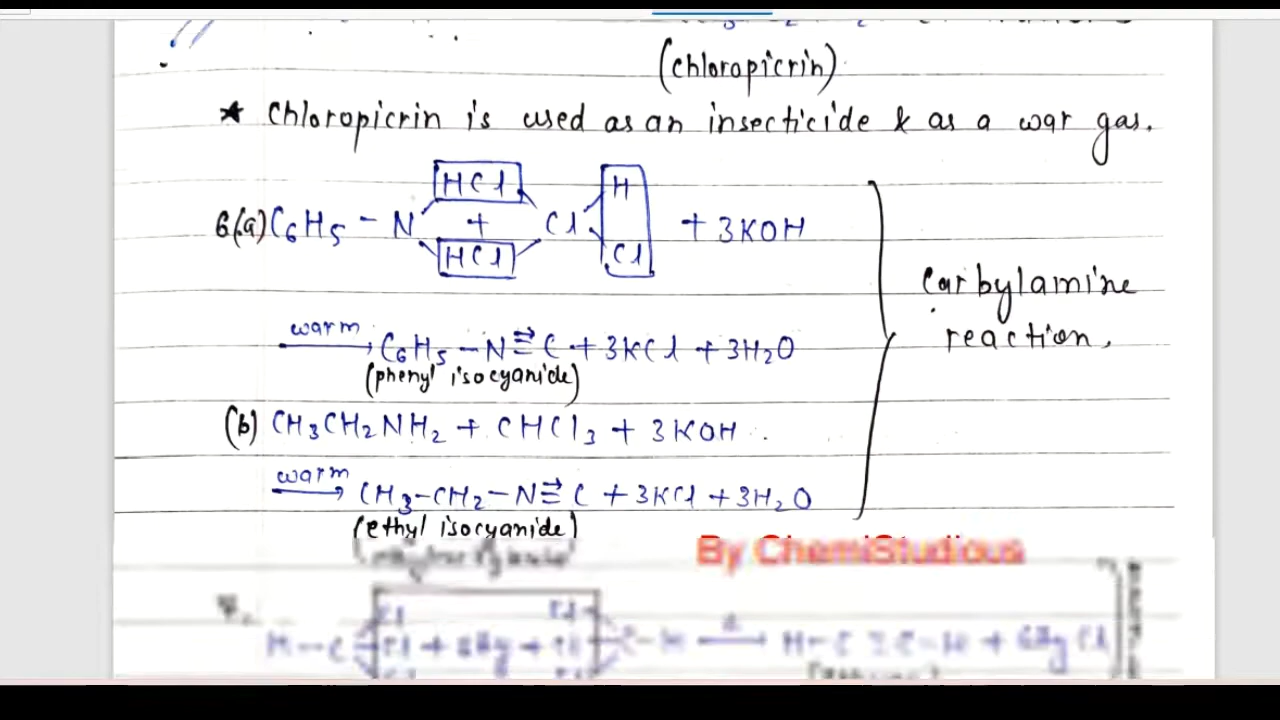 (chloropicrin)
* Chloropicrin is used as an insecticide & as a war gas.
HCl H
6(a) C6H5 - N + Cl + 3KOH
HCl Cl
Carbylamine
reaction.
warm → C6H5 - N ≡ C + 3KCl + 3H2O
(phenyl isocyanide)
(b) CH3CH2NH2 + CHCl3 + 3KOH
warm → CH3-CH2-N ≡ C + 3KCl + 3H2O
(ethyl isocyanide)
By ChemiStudious